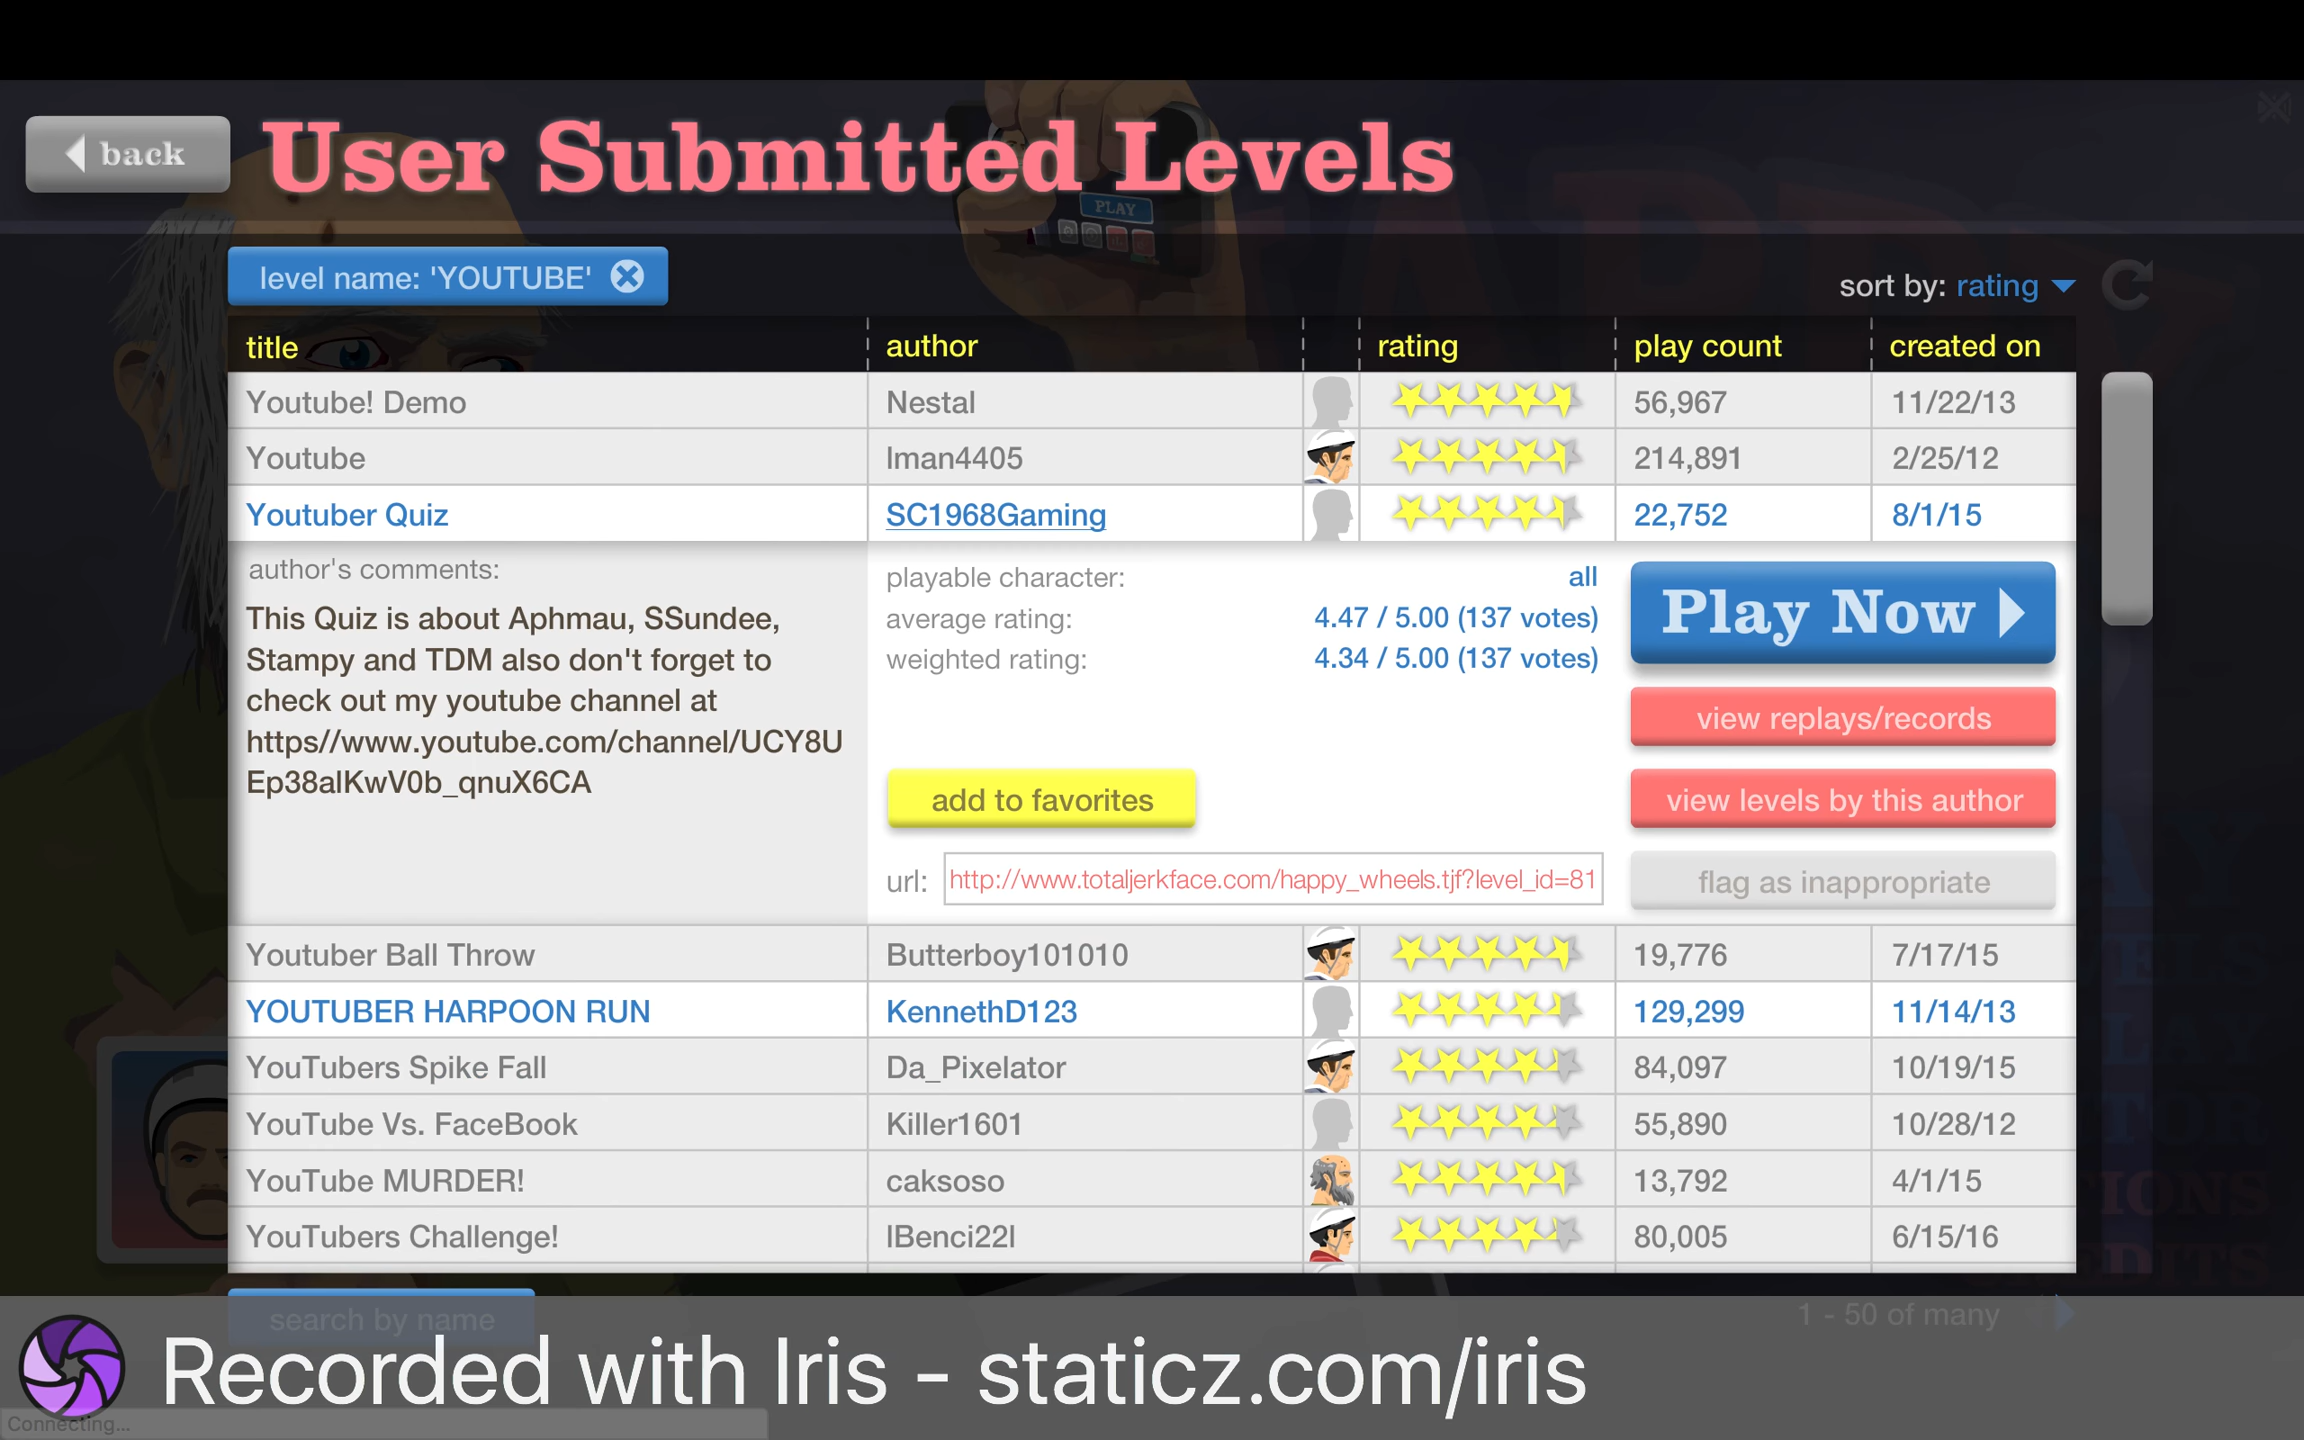 back
User Submitted Levels
PLAY
level name: 'YOUTUBE'
sort by: rating
title author rating play count created on
Youtube! Demo Nestal 56,967 11/22/13
Youtube Iman4405 214,891 2/25/12
Youtuber Quiz SC1968Gaming 22,752 8/1/15
author's comments:
This Quiz is about Aphmau, SSundee,
Stampy and TDM also don't forget to
check out my youtube channel at
https//www.youtube.com/channel/UCY8U
Ep38alKwV0b_qnuX6CA
playable character: all
average rating: 4.47 / 5.00 (137 votes)
weighted rating: 4.34 / 5.00 (137 votes)
add to favorites
url: http://www.totaljerkface.com/happy_wheels.tjf?level_id=81
Play Now
view replays/records
view levels by this author
flag as inappropriate
Youtuber Ball Throw Butterboy101010 19,776 7/17/15
YOUTUBER HARPOON RUN KennethD123 129,299 11/14/13
YouTubers Spike Fall Da_Pixelator 84,097 10/19/15
YouTube Vs. FaceBook Killer1601 55,890 10/28/12
YouTube MURDER! caksoso 13,792 4/1/15
YouTubers Challenge! lBenci22l 80,005 6/15/16
search by name
1 - 50 of many
Recorded with Iris - staticz.com/iris
Connecting...